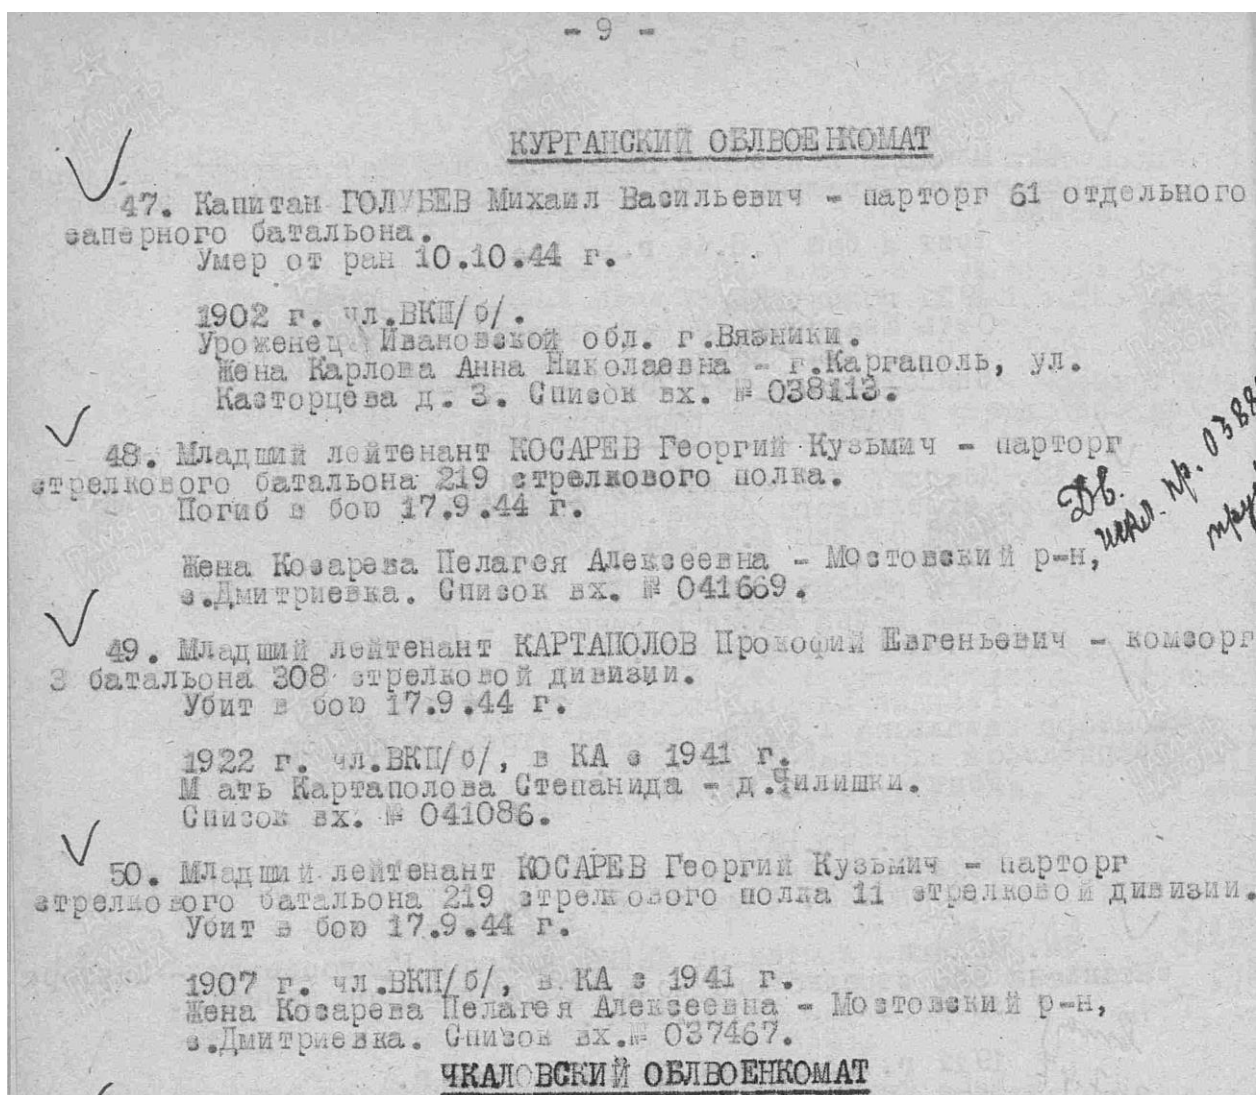 - 9 -
КУРГАНСКИЙ ОБЛВОЕНКОМАТ
47. Капитан ГОЛУБЕВ Михаил Васильевич - парторг 61 отдельного
саперного батальона.
Умер от ран 10.10.44 г.
1902 г. чл.ВКП/б/.
Уроженец Ивановской обл. г.Вязники.
Жена Карлова Анна Николаевна - г.Каргаполь, ул.
Касторцева д. 3. Список вх. № 038113.
48. Младший лейтенант КОСАРЕВ Георгий Кузьмич - парторг
стрелкового батальона 219 стрелкового полка.
Погиб в бою 17.9.44 г.
Дв.
искл. пр. 038
Жена Косарева Пелагея Алексеевна - Мостовский р-н,
с.Дмитриевка. Список вх. № 041669.
49. Младший лейтенант КАРТАПОЛОВ Прокофий Евгеньевич - комсорг
3 батальона 308 стрелковой дивизии.
Убит в бою 17.9.44 г.
1922 г. чл.ВКП/б/, в КА с 1941 г.
М ать Картаполова Степанида - д.Чилишки.
Список вх. № 041086.
50. Младший лейтенант КОСАРЕВ Георгий Кузьмич - парторг
стрелкового батальона 219 стрелкового полка 11 стрелковой дивизии.
Убит в бою 17.9.44 г.
1907 г. чл.ВКП/б/, в КА с 1941 г.
Жена Косарева Пелагея Алексеевна - Мостовский р-н,
с.Дмитриевка. Список вх.№ 037467.
ЧКАЛОВСКИЙ ОБЛВОЕНКОМАТ